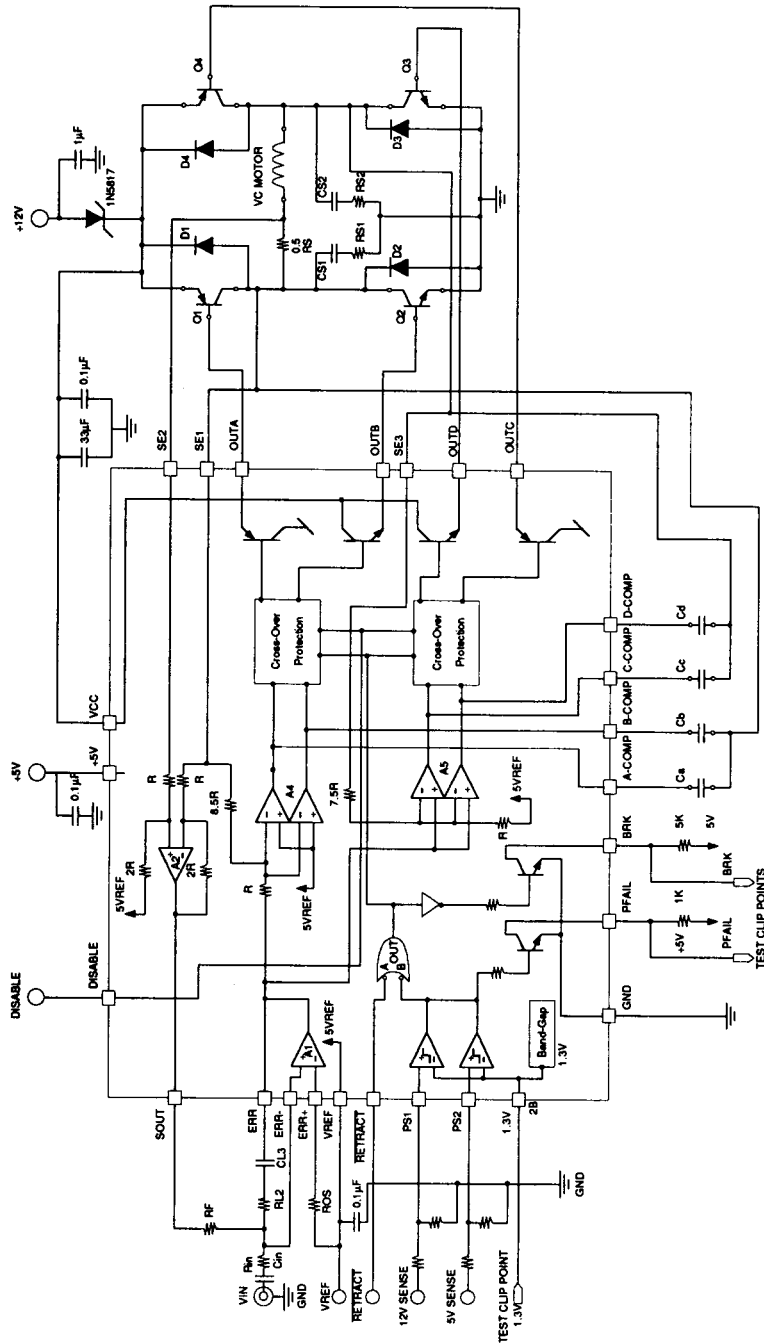 +12V
1µF
1N5817
D4
D1
Q4
Q1
VC MOTOR
0.5
RS
CS2
RS2
CS1
RS1
D3
D2
Q3
Q2
0.1µF
33µF
SE2
SE1
OUTA
OUTB
SE3
OUTD
OUTC
VCC
+5V
+5V
0.1µF
R
R
2R
2R
A2
+
−
5VREF
8.5R
R
A4
−
+
−
+
5VREF
Cross-Over
Protection
Cross-Over
Protection
7.5R
A5
−
+
−
+
5VREF
R
D-COMP
C-COMP
B-COMP
A-COMP
Cd
Cc
Cb
Ca
DISABLE
DISABLE
A
OUT
B
BRK
5K
5V
BRK
PFAIL
1K
+5V
PFAIL
TEST CLIP POINTS
GND
Band-Gap
1.3V
A1
+
−
5VREF
SOUT
ERR
ERR-
ERR+
VREF
RETRACT
PS1
PS2
1.3V
2B
CL3
RL2
RF
ROS
0.1µF
GND
Rin
Cin
VIN
GND
VREF
RETRACT
12V SENSE
5V SENSE
TEST CLIP POINT
1.3V